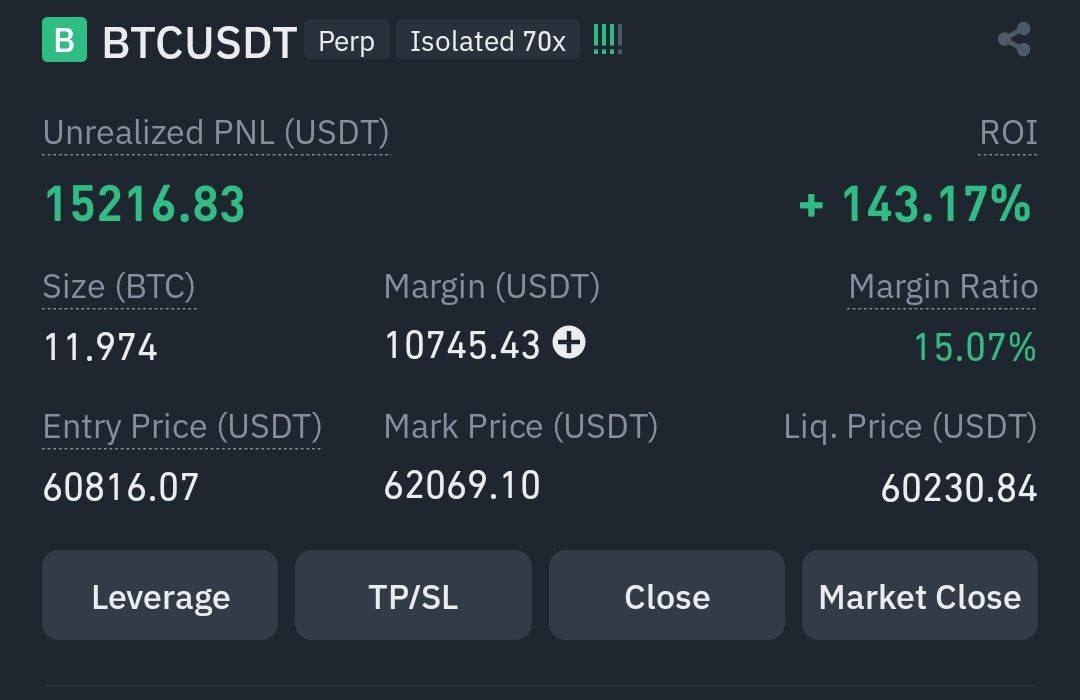 B BTCUSDT Perp Isolated 70x
Unrealized PNL (USDT) ROI
15216.83 + 143.17%
Size (BTC) Margin (USDT) Margin Ratio
11.974 10745.43 15.07%
Entry Price (USDT) Mark Price (USDT) Liq. Price (USDT)
60816.07 62069.10 60230.84
Leverage TP/SL Close Market Close